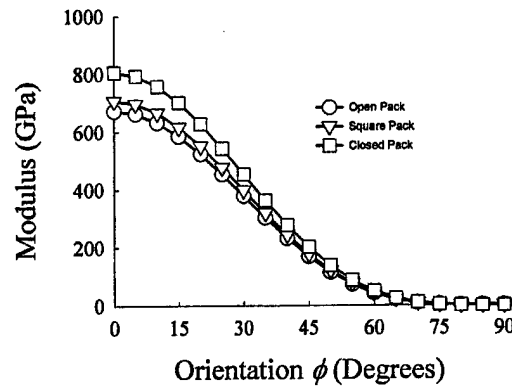 1000
800
600
400
200
0
Modulus (GPa)
Open Pack
Square Pack
Closed Pack
0 15 30 45 60 75 90
Orientation ϕ (Degrees)